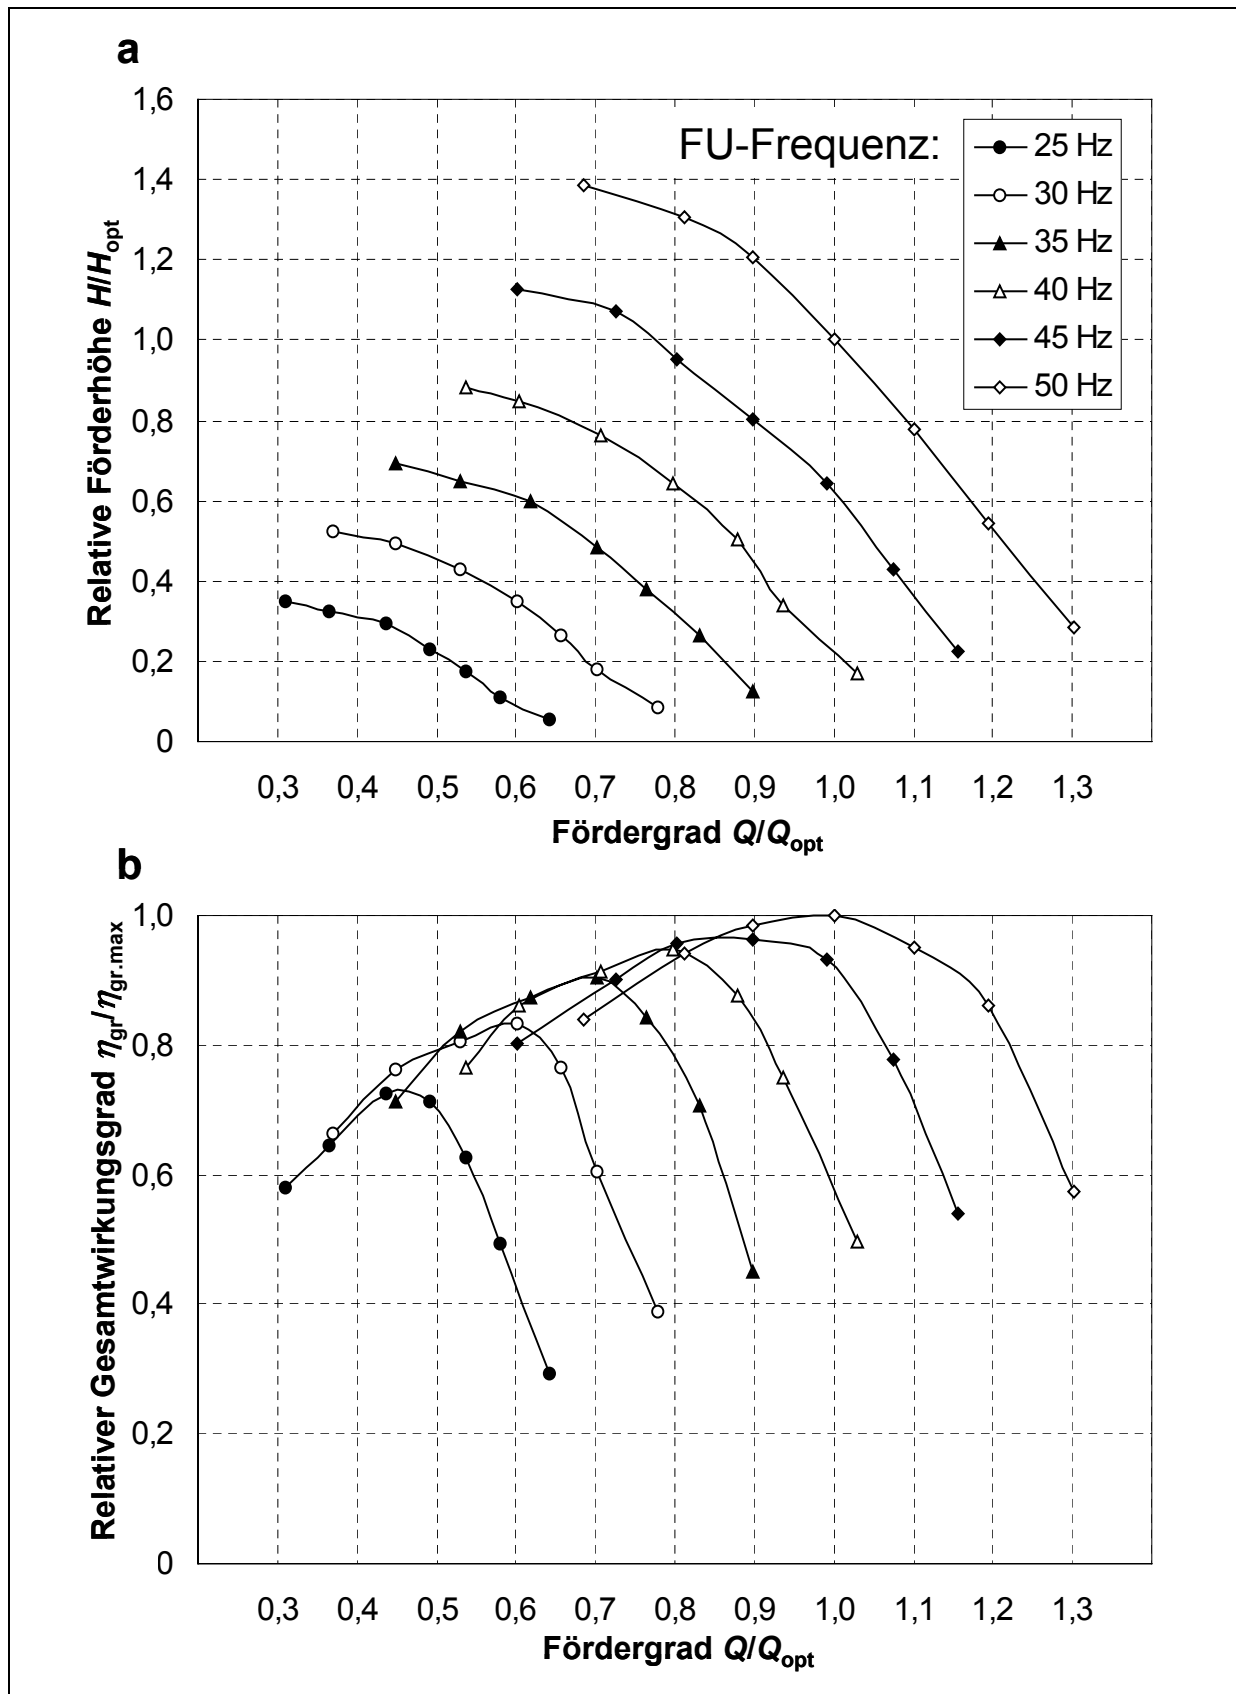 a
Relative Förderhöhe H/Hopt
1,6
1,4
1,2
1,0
0,8
0,6
0,4
0,2
0
FU-Frequenz:
25 Hz
30 Hz
35 Hz
40 Hz
45 Hz
50 Hz
0,3 0,4 0,5 0,6 0,7 0,8 0,9 1,0 1,1 1,2 1,3
Fördergrad Q/Qopt
b
Relativer Gesamtwirkungsgrad ηgr/ηgr.max
1,0
0,8
0,6
0,4
0,2
0
0,3 0,4 0,5 0,6 0,7 0,8 0,9 1,0 1,1 1,2 1,3
Fördergrad Q/Qopt